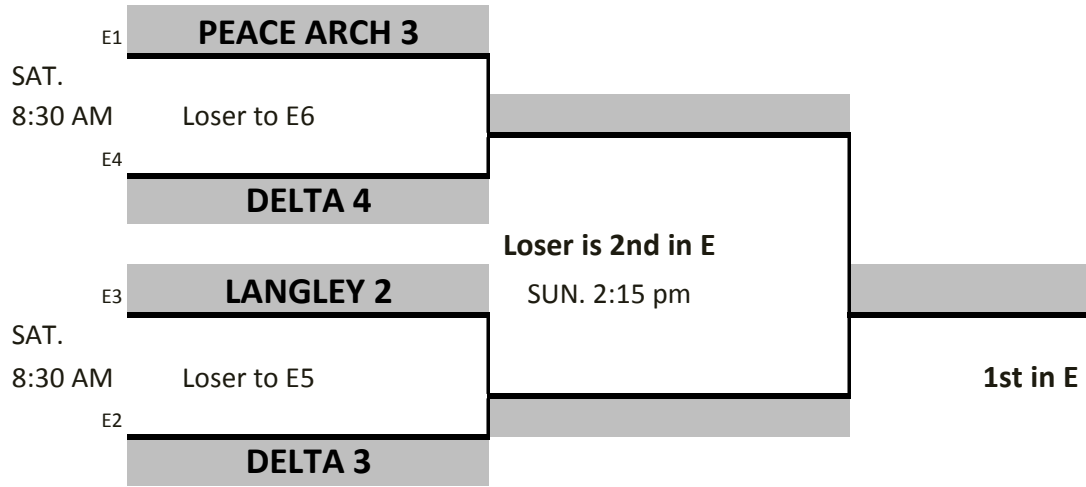 E1 PEACE ARCH 3
SAT.
8:30 AM Loser to E6
E4
DELTA 4
Loser is 2nd in E
E3 LANGLEY 2
SUN. 2:15 pm
SAT.
8:30 AM Loser to E5
1st in E
E2
DELTA 3